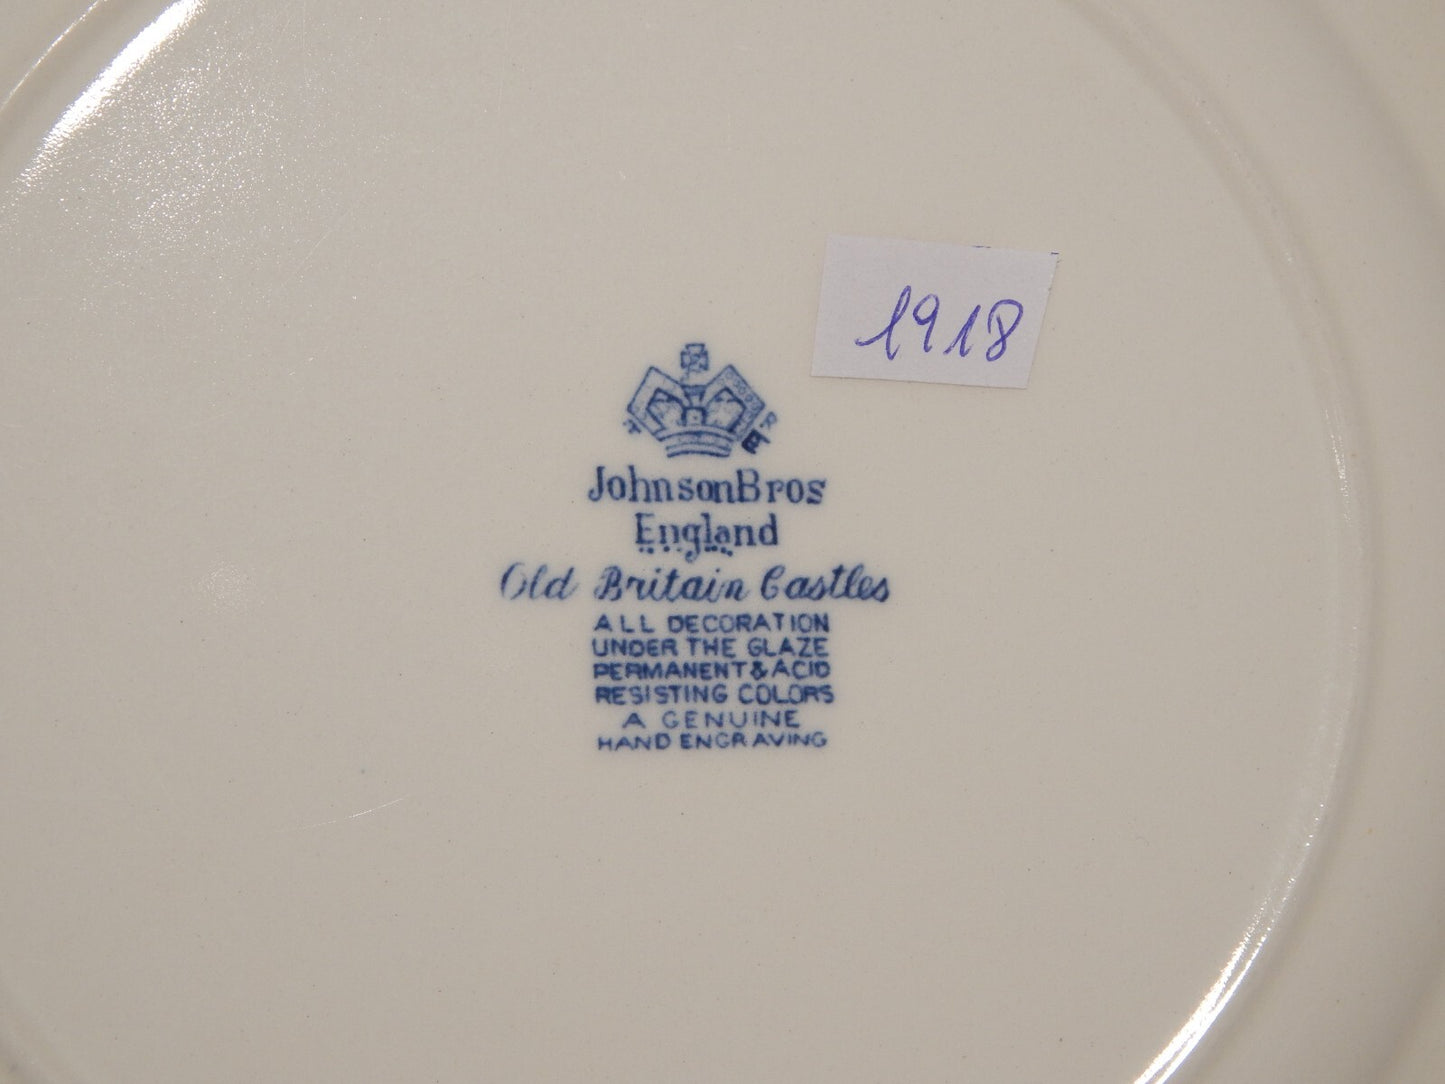 1918
T R E
JohnsonBros
England
Old Britain Castles
ALL DECORATION
UNDER THE GLAZE
PERMANENT & ACID
RESISTING COLORS
A GENUINE
HAND ENGRAVING